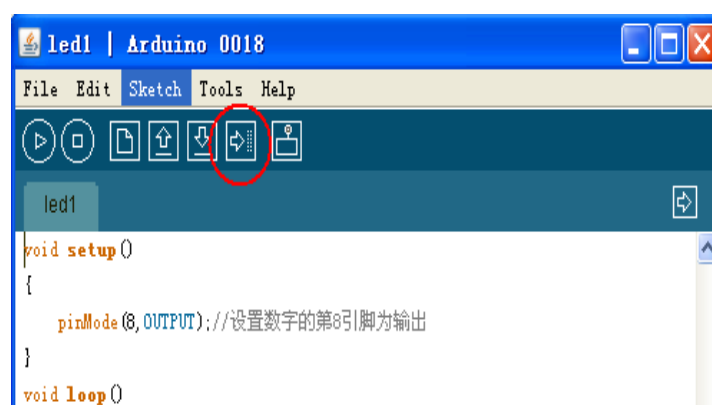 led1 | Arduino 0018
File Edit Sketch Tools Help
led1
void setup()
{
pinMode(8,OUTPUT);//设置数字的第8引脚为输出
}
void loop()